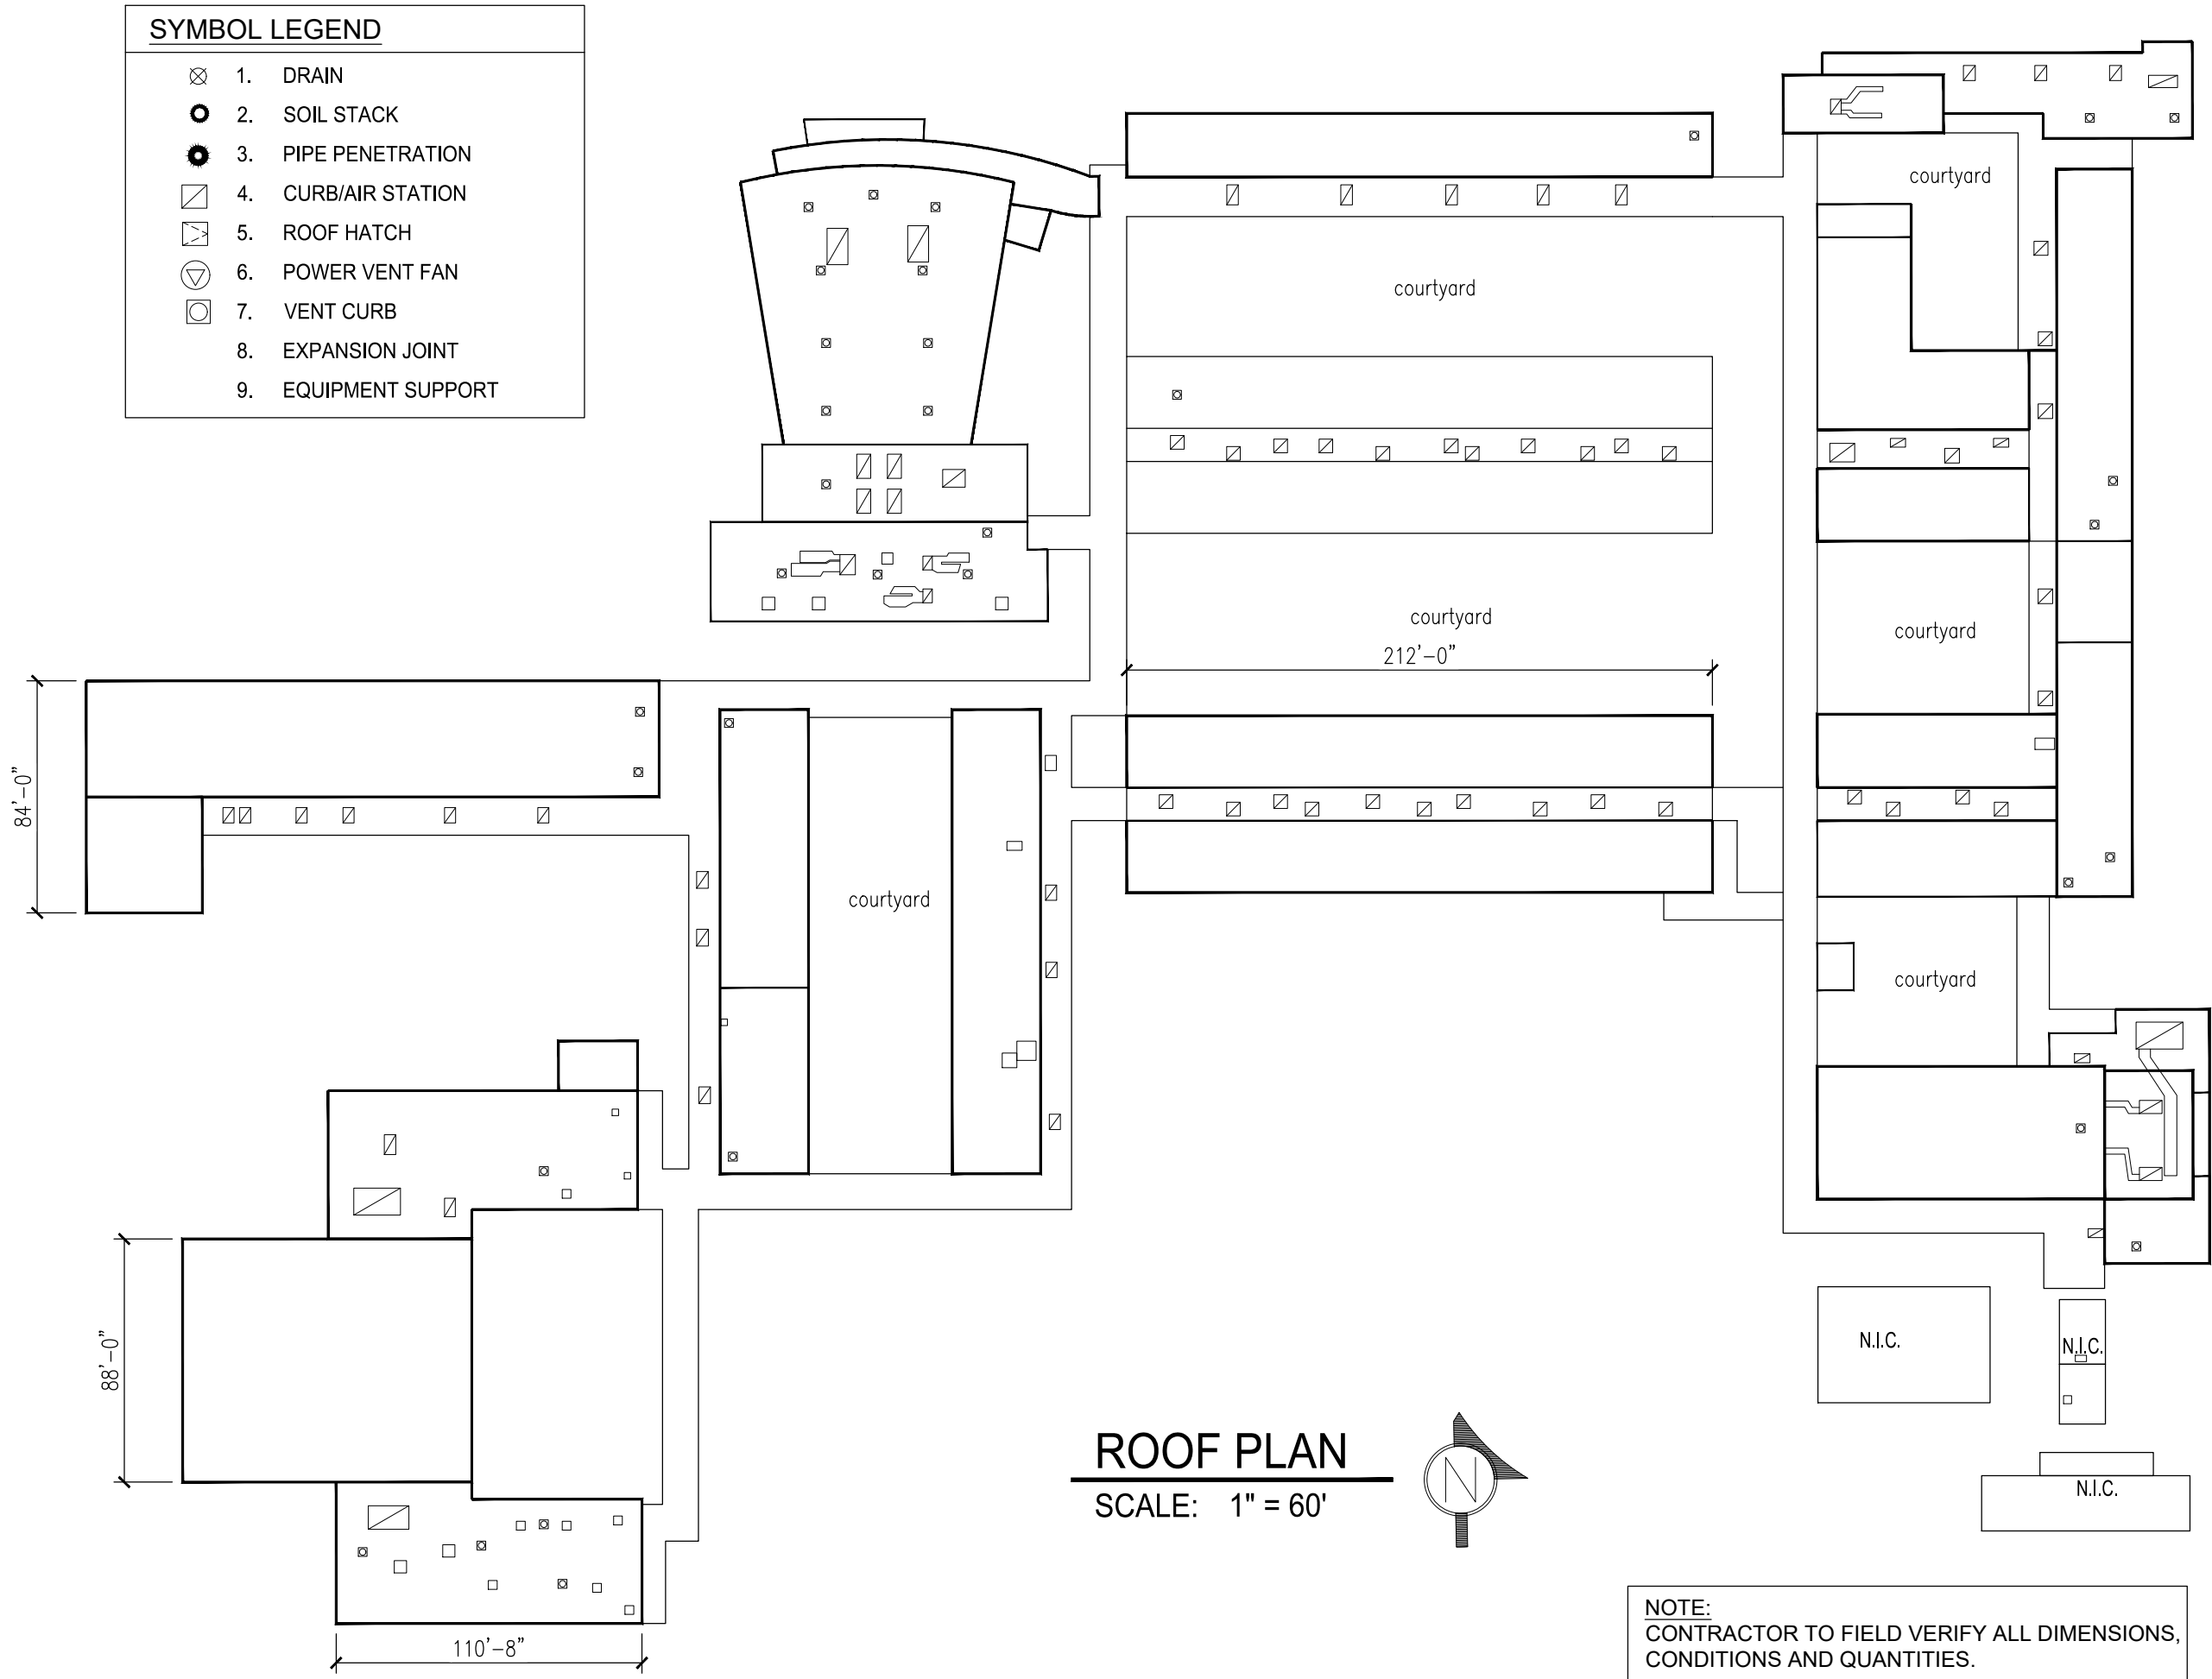 SYMBOL LEGEND
1. DRAIN
2. SOIL STACK
3. PIPE PENETRATION
4. CURB/AIR STATION
5. ROOF HATCH
6. POWER VENT FAN
7. VENT CURB
8. EXPANSION JOINT
9. EQUIPMENT SUPPORT
courtyard
courtyard
courtyard
212'-0"
courtyard
84'-0"
courtyard
courtyard
88'-0"
N.I.C.
N.I.C.
N.I.C.
ROOF PLAN
SCALE: 1" = 60'
N
110'-8"
NOTE:
CONTRACTOR TO FIELD VERIFY ALL DIMENSIONS,
CONDITIONS AND QUANTITIES.